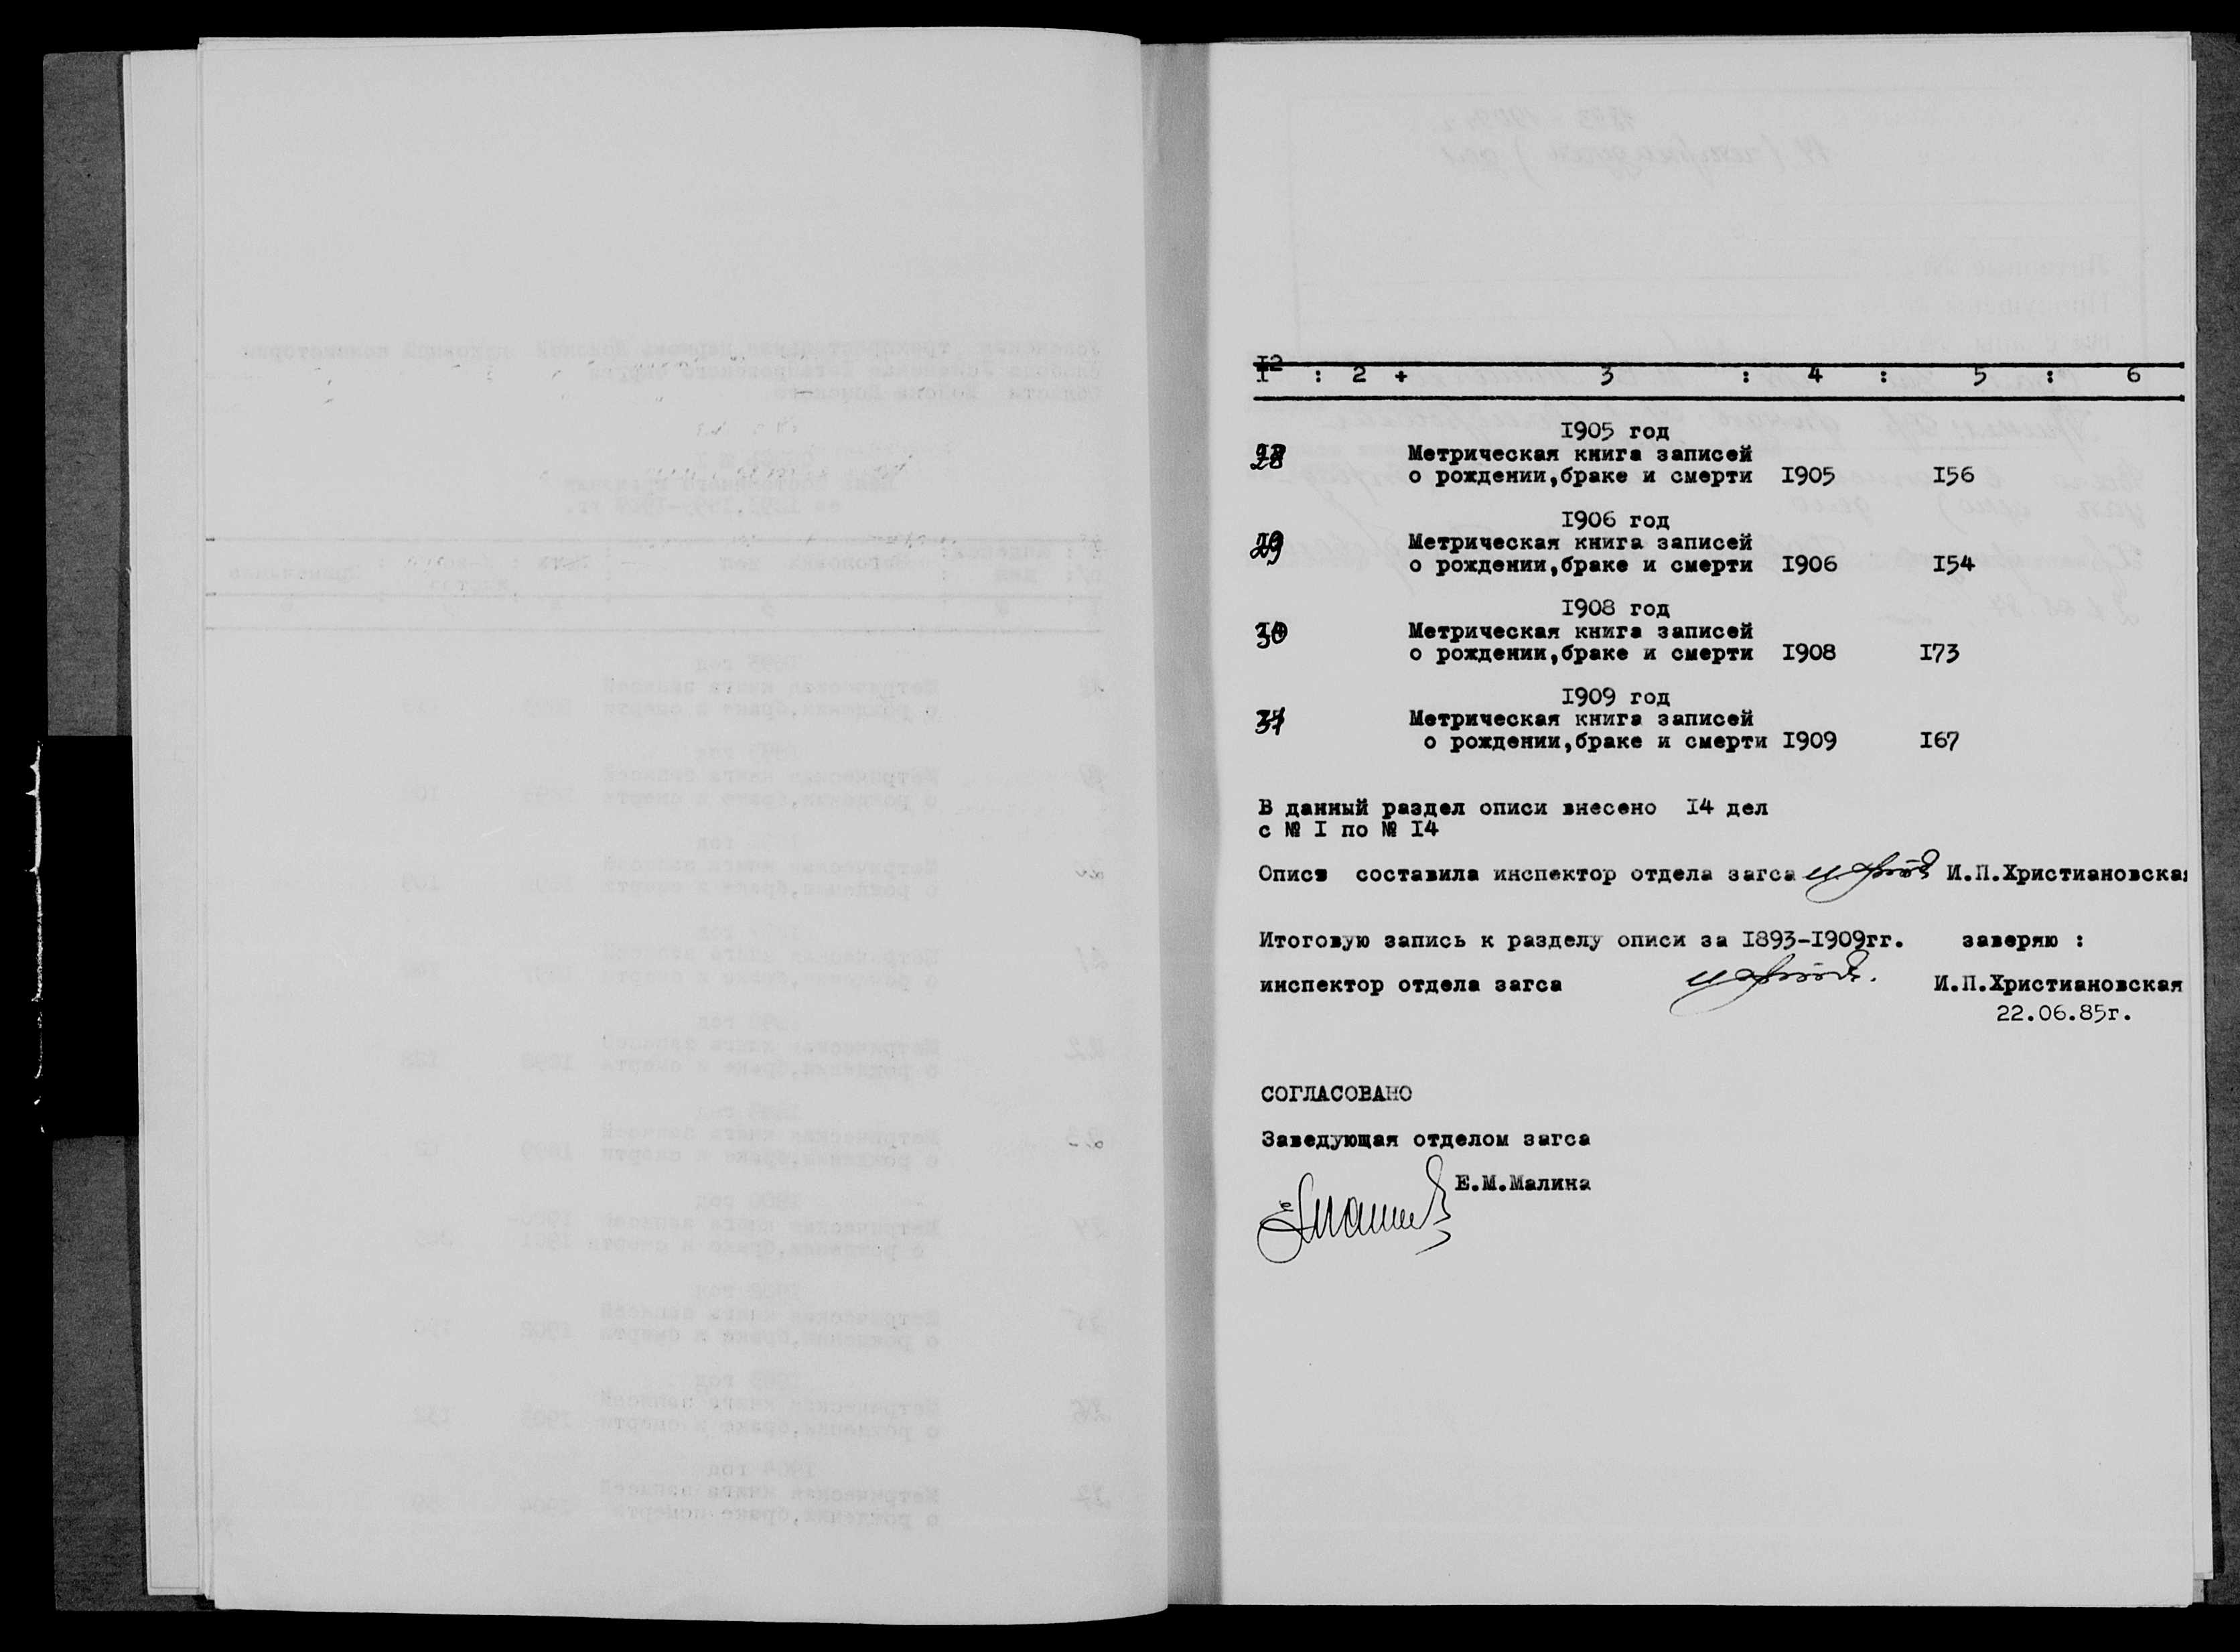 1 : 2 + 3 : 4 : 5 : 6
1905 год
28 Метрическая книга записей
о рождении,браке и смерти 1905 156
1906 год
29 Метрическая книга записей
о рождении,браке и смерти 1906 154
1908 год
30 Метрическая книга записей
о рождении,браке и смерти 1908 173
1909 год
31 Метрическая книга записей
о рождении,браке и смерти 1909 167
В данный раздел описи внесено 14 дел
с № 1 по № 14
Опись составила инспектор отдела загса И.П.Христиановска
Итоговую запись к разделу описи за 1893-1909гг. заверяю :
инспектор отдела загса И.П.Христиановская
22.06.85г.
СОГЛАСОВАНО
Заведующая отделом загса
Е.М.Малина